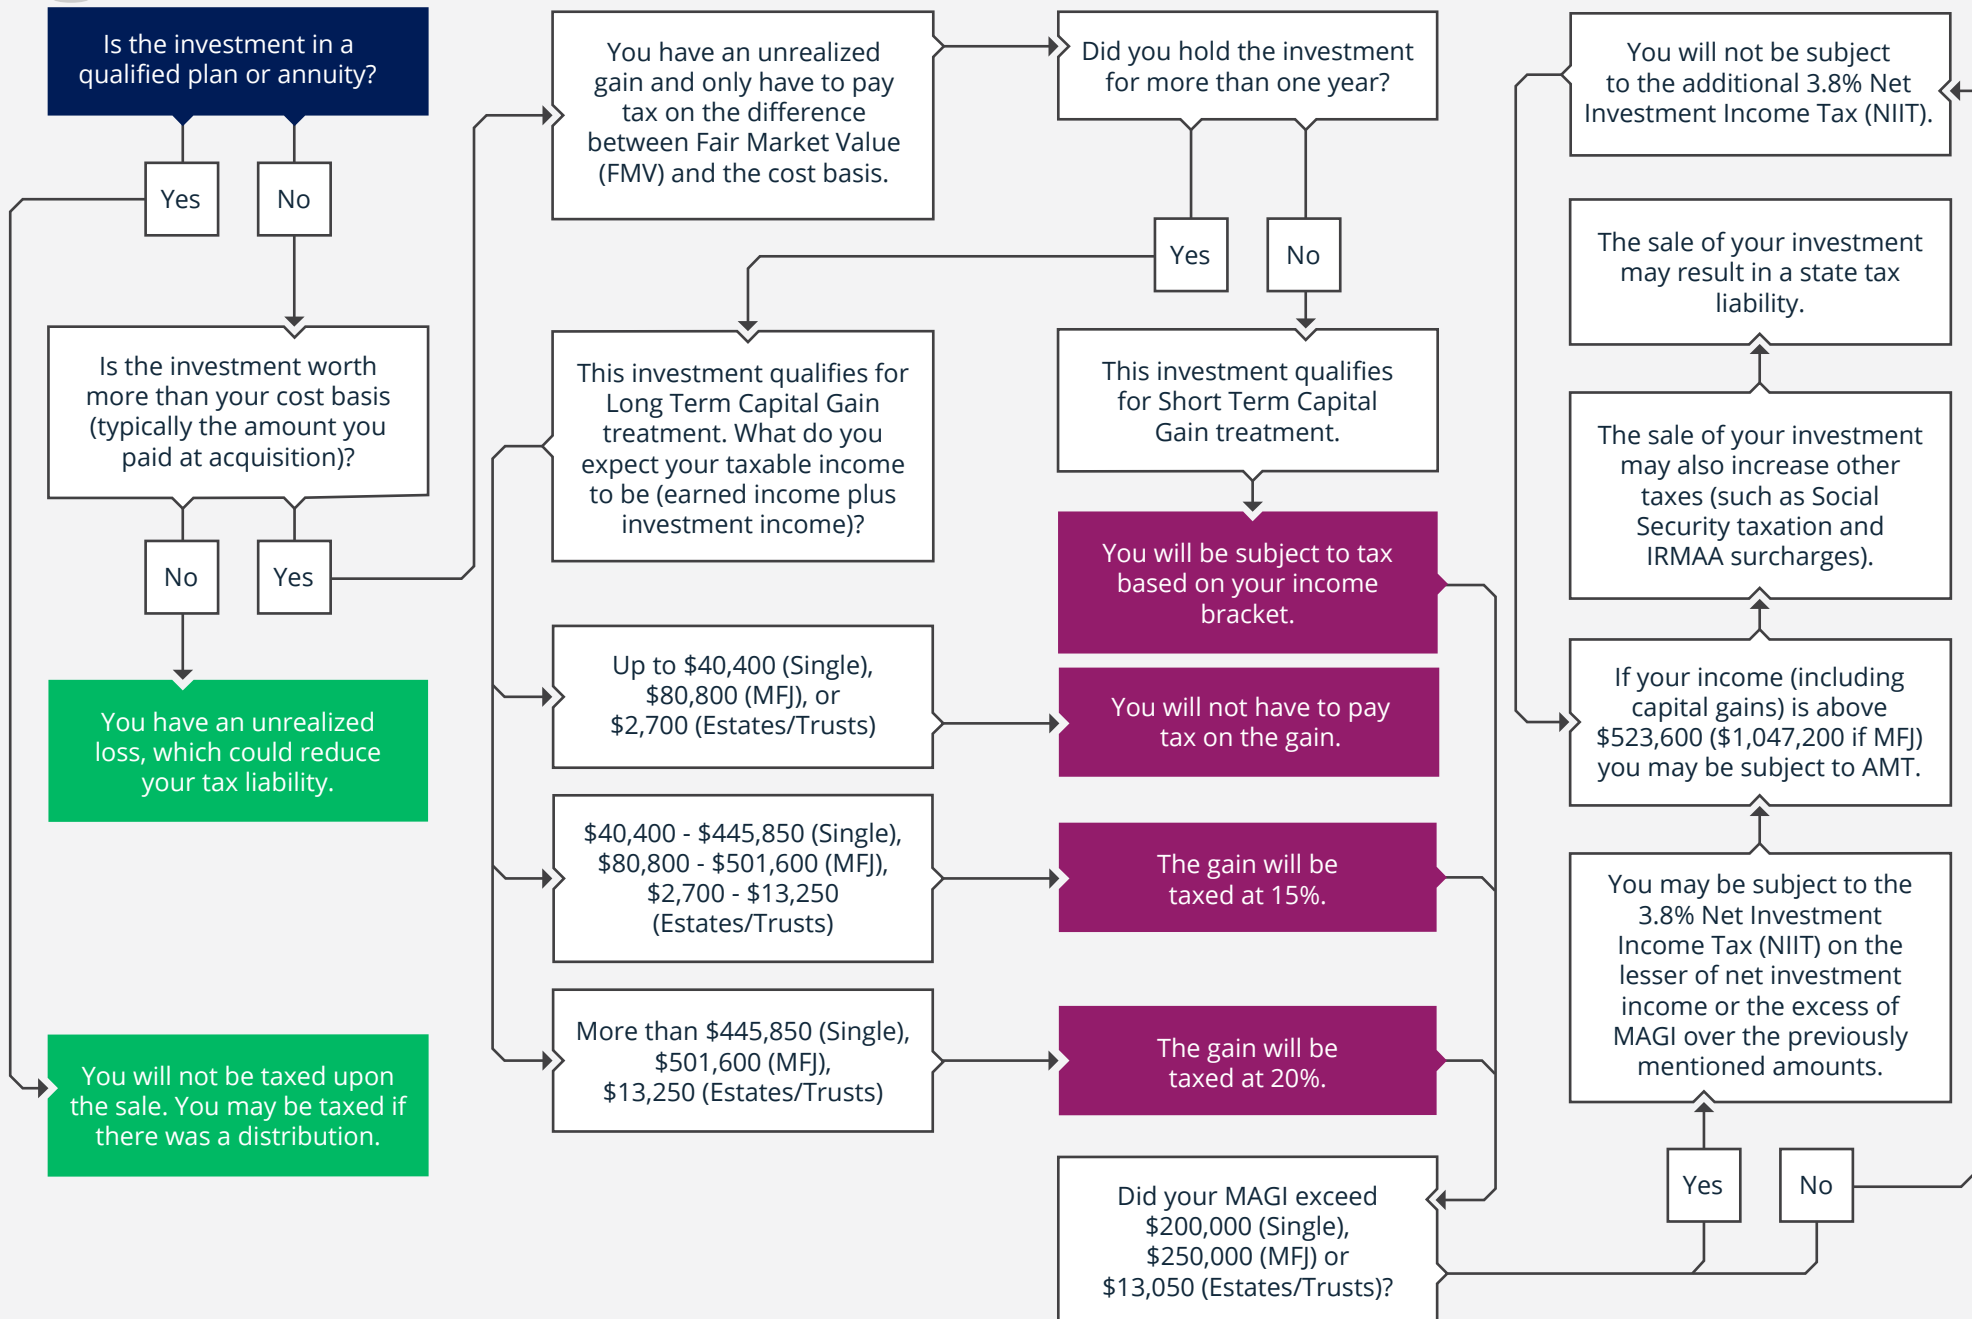 Is the investment in a
qualified plan or annuity?
Yes
No
Is the investment worth
more than your cost basis
(typically the amount you
paid at acquisition)?
No
Yes
You have an unrealized
loss, which could reduce
your tax liability.
You will not be taxed upon
the sale. You may be taxed if
there was a distribution.
You have an unrealized
gain and only have to pay
tax on the difference
between Fair Market Value
(FMV) and the cost basis.
Did you hold the investment
for more than one year?
Yes
No
This investment qualifies for
Long Term Capital Gain
treatment. What do you
expect your taxable income
to be (earned income plus
investment income)?
This investment qualifies
for Short Term Capital
Gain treatment.
You will be subject to tax
based on your income
bracket.
Up to $40,400 (Single),
$80,800 (MFJ), or
$2,700 (Estates/Trusts)
You will not have to pay
tax on the gain.
$40,400 - $445,850 (Single),
$80,800 - $501,600 (MFJ),
$2,700 - $13,250
(Estates/Trusts)
The gain will be
taxed at 15%.
More than $445,850 (Single),
$501,600 (MFJ),
$13,250 (Estates/Trusts)
The gain will be
taxed at 20%.
Did your MAGI exceed
$200,000 (Single),
$250,000 (MFJ) or
$13,050 (Estates/Trusts)?
Yes
No
You will not be subject
to the additional 3.8% Net
Investment Income Tax (NIIT).
The sale of your investment
may result in a state tax
liability.
The sale of your investment
may also increase other
taxes (such as Social
Security taxation and
IRMAA surcharges).
If your income (including
capital gains) is above
$523,600 ($1,047,200 if MFJ)
you may be subject to AMT.
You may be subject to the
3.8% Net Investment
Income Tax (NIIT) on the
lesser of net investment
income or the excess of
MAGI over the previously
mentioned amounts.